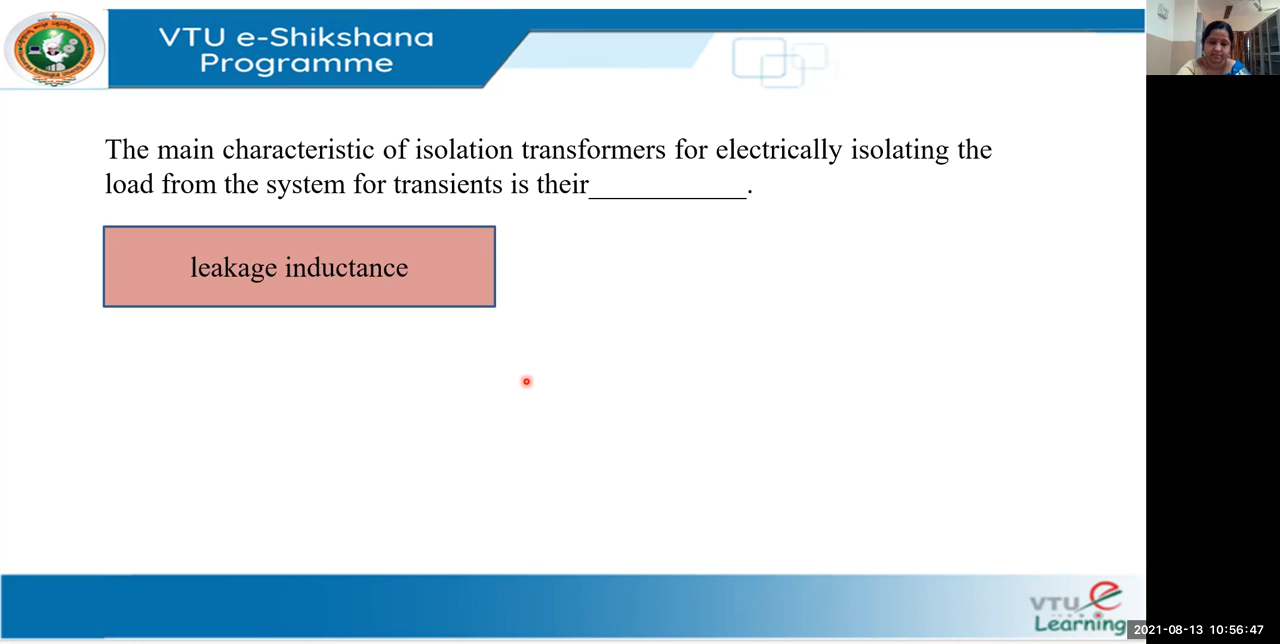 VTU e-Shikshana
Programme
The main characteristic of isolation transformers for electrically isolating the
load from the system for transients is their___________.
leakage inductance
VTU e
Learning
2021-08-13 10:56:47